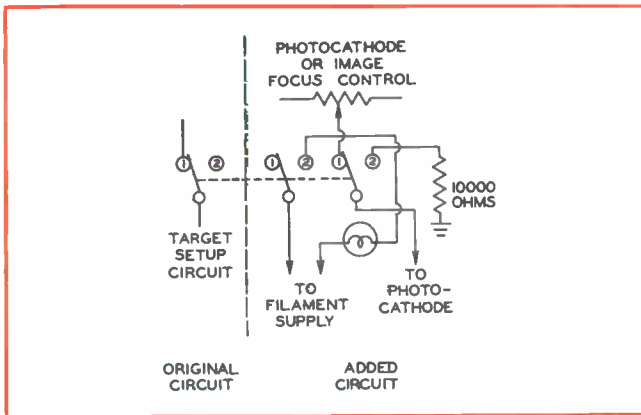 PHOTOCATHODE
OR IMAGE
FOCUS CONTROL
1 2 1 2 1 2
10000
OHMS
TARGET
SETUP
CIRCUIT
TO
FILAMENT
SUPPLY
TO
PHOTO-
CATHODE
ORIGINAL
CIRCUIT
ADDED
CIRCUIT